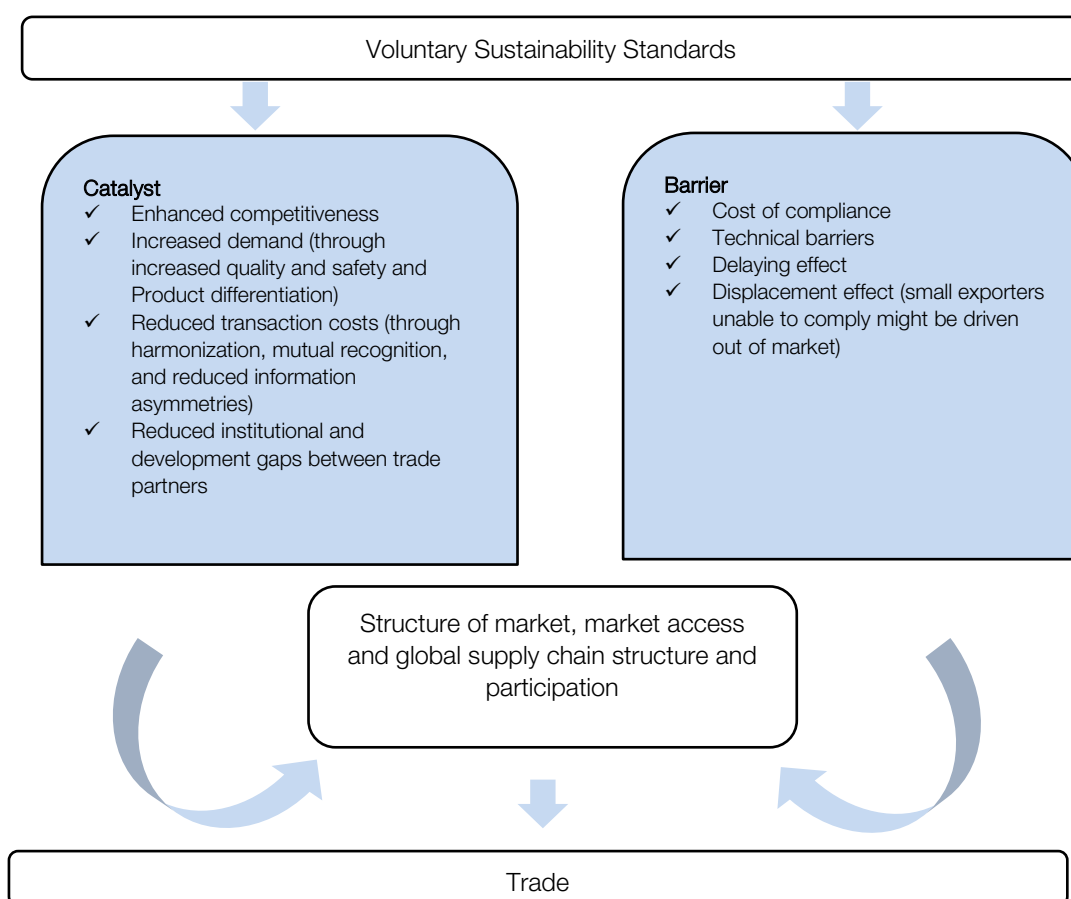 Voluntary Sustainability Standards
Catalyst
✓ Enhanced competitiveness
✓ Increased demand (through
increased quality and safety and
Product differentiation)
✓ Reduced transaction costs (through
harmonization, mutual recognition,
and reduced information
asymmetries)
✓ Reduced institutional and
development gaps between trade
partners
Barrier
✓ Cost of compliance
✓ Technical barriers
✓ Delaying effect
✓ Displacement effect (small exporters
unable to comply might be driven
out of market)
Structure of market, market access
and global supply chain structure and
participation
Trade